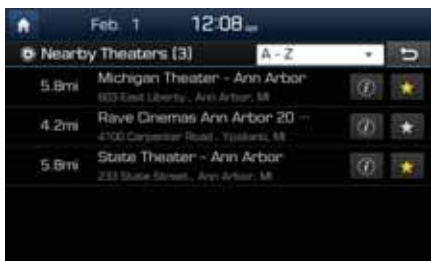 Feb 1 12:08 am
Nearby Theaters (3) A - Z
5.8mi Michigan Theater - Ann Arbor
603 East Liberty, Ann Arbor, MI
4.2mi Rave Cinemas Ann Arbor 20 ···
4100 Carpenter Road, Ypsilanti, MI
5.8mi State Theater - Ann Arbor
233 State Street, Ann Arbor, MI